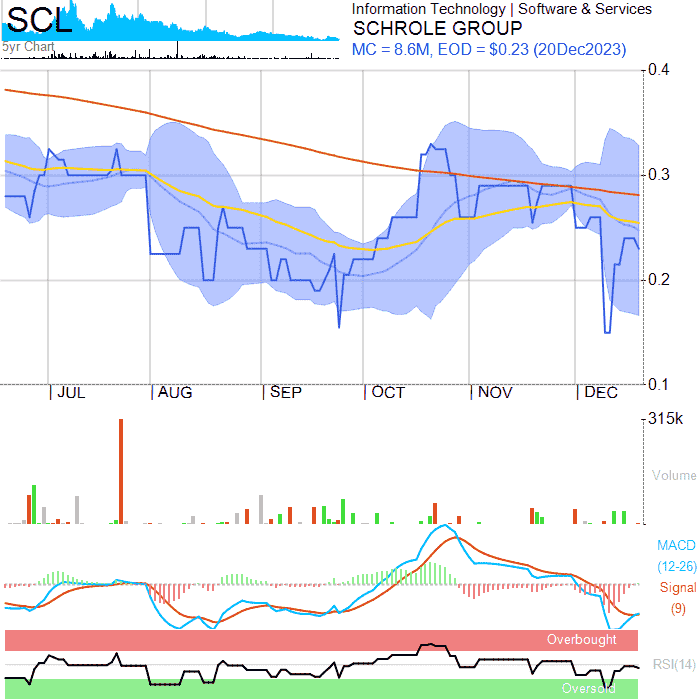 SCL
5yr Chart
Information Technology | Software & Services
SCHROLE GROUP
MC = 8.6M, EOD = $0.23 (20Dec2023)
0.4
0.3
0.2
0.1
JUL AUG SEP OCT NOV DEC
315k
Volume
MACD
(12-26)
Signal
(9)
Overbought
RSI(14)
Oversold